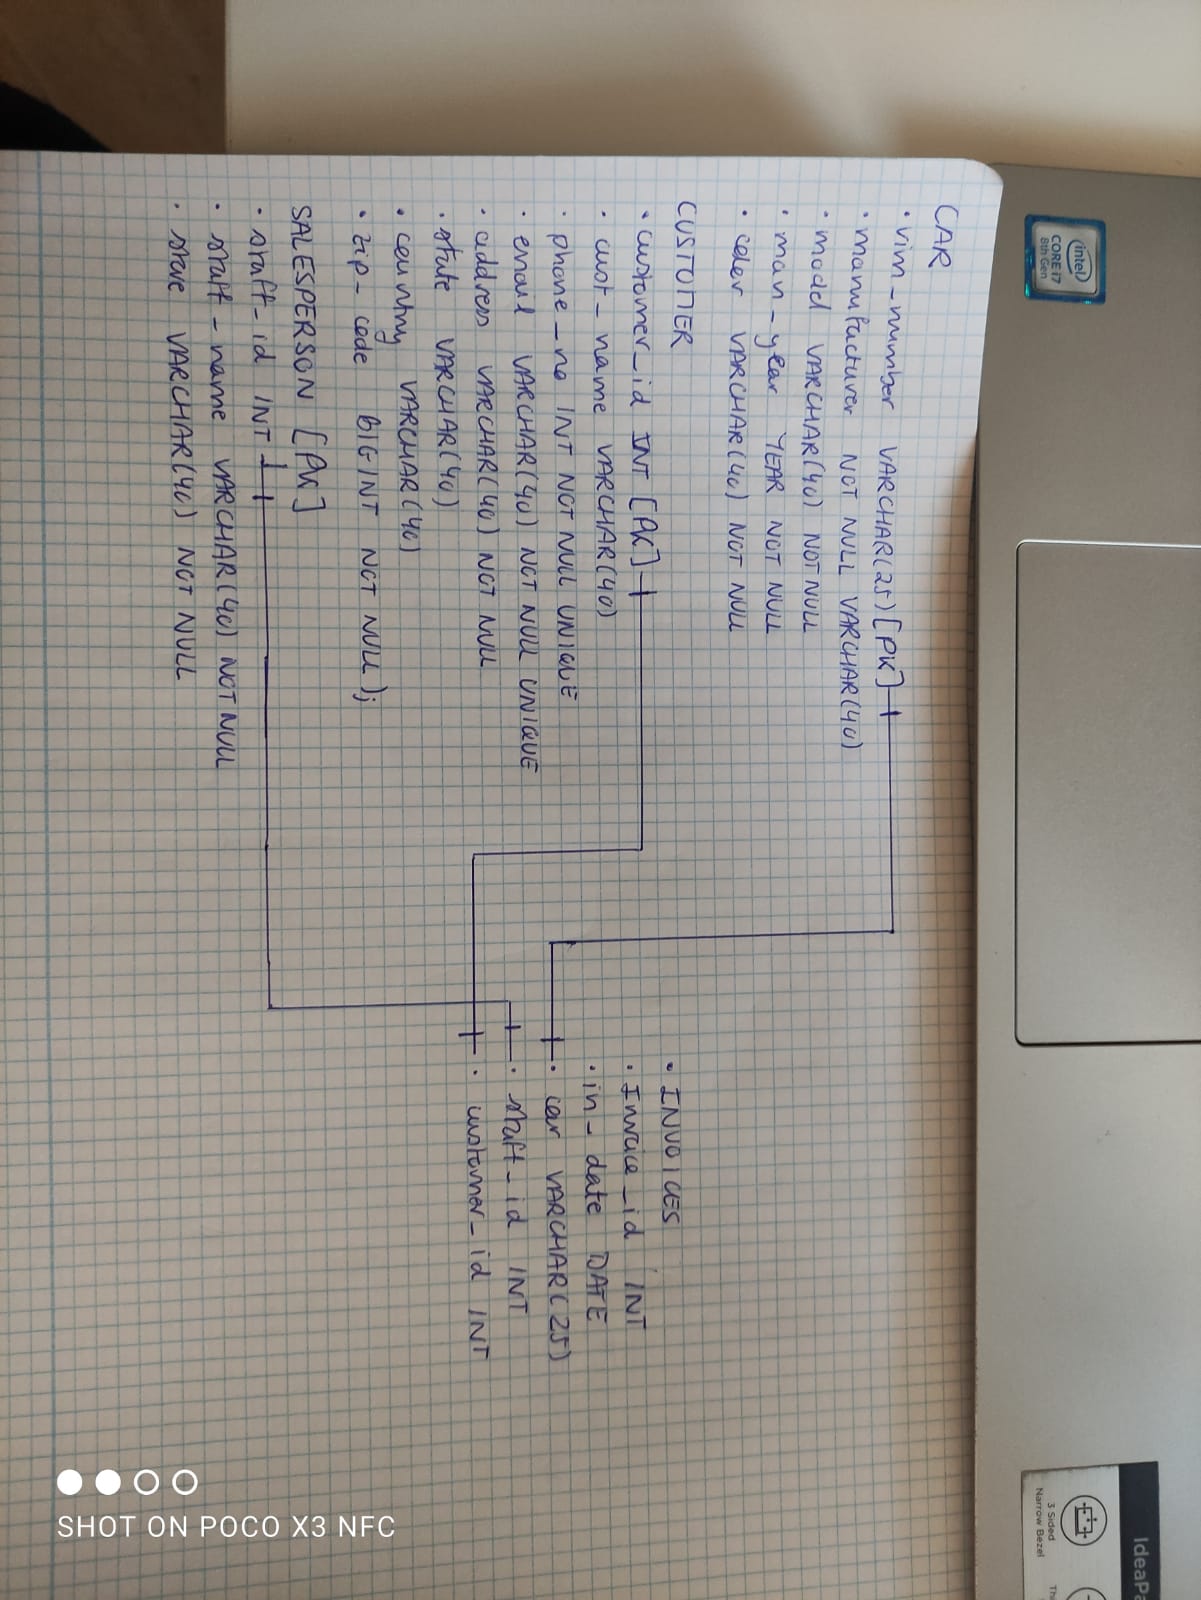 CAR
• vim_number VARCHAR(25) [PK]
• manufacturer NOT NULL VARCHAR(40)
• model VARCHAR(40) NOT NULL
• man_year YEAR NOT NULL
• color VARCHAR(40) NOT NULL
CUSTOMER
• customer_id INT [PK]
• cust_name VARCHAR(40)
• phone_no INT NOT NULL UNIQUE
• email VARCHAR(40) NOT NULL UNIQUE
• address VARCHAR(40) NOT NULL
• state VARCHAR(40)
• country VARCHAR(40)
• zip_code BIGINT NOT NULL);
SALESPERSON [PK]
• staff_id INT
• staff_name VARCHAR(40) NOT NULL
• store VARCHAR(40) NOT NULL
• INVOICES
• Invoice_id INT
• in_date DATE
• car VARCHAR(25)
• staff_id INT
• customer_id INT
intel
CORE i7
8th Gen
3 Sided
Narrow Bezel
SHOT ON POCO X3 NFC